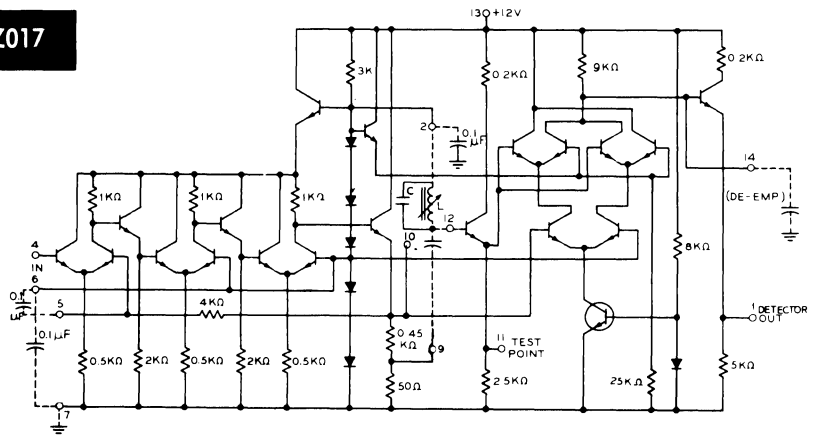 Z017
13 +12V
3K
0.2KΩ
9KΩ
0.2KΩ
2
0.1
µF
14
(DE-EMP)
1KΩ
1KΩ
1KΩ
C
L
12
10
4
IN
6
8KΩ
0.1
µF
5
4KΩ
0.1µF
0.45
KΩ
9
11 TEST
POINT
1 DETECTOR
OUT
0.5KΩ
2KΩ
0.5KΩ
2KΩ
0.5KΩ
50Ω
2.5KΩ
25KΩ
5KΩ
7